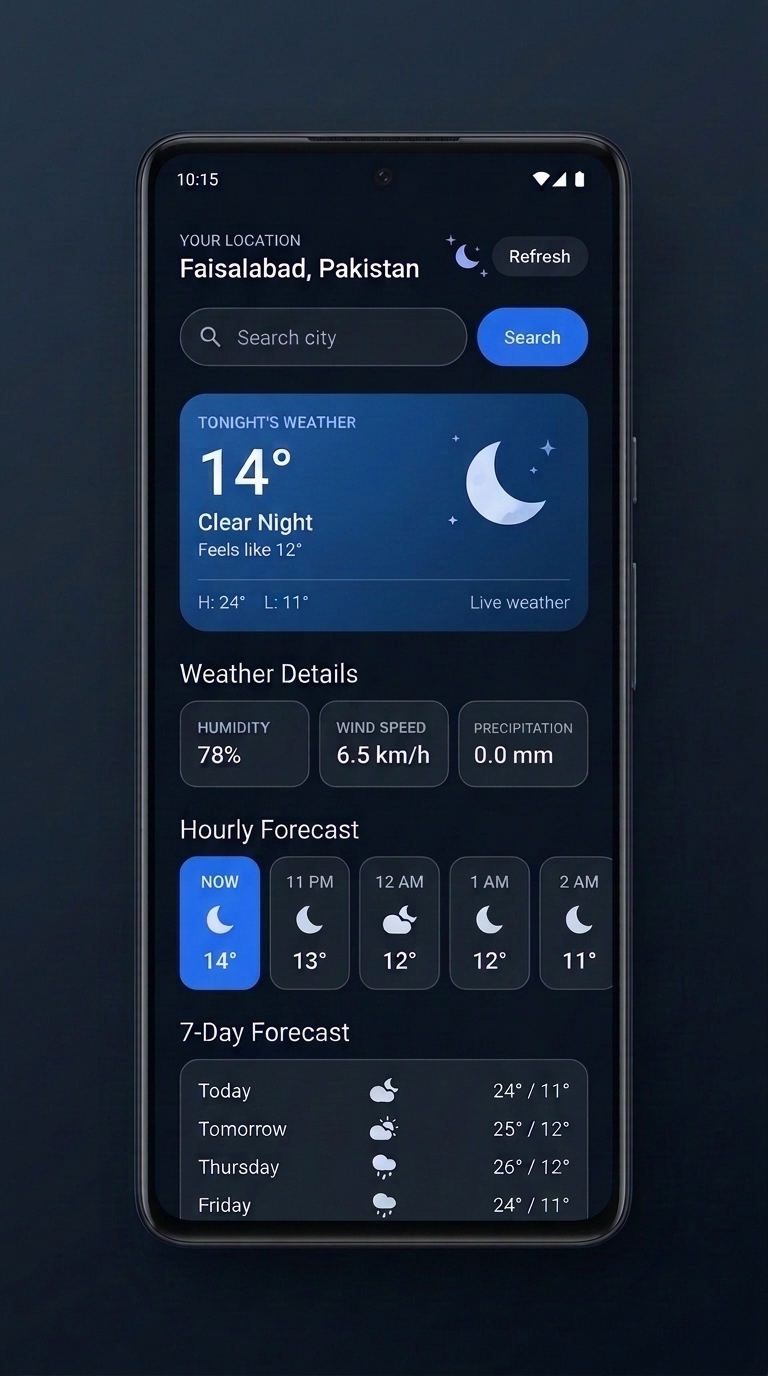 10:15
YOUR LOCATION
Faisalabad, Pakistan
Refresh
Search city
Search
TONIGHT'S WEATHER
14°
Clear Night
Feels like 12°
H: 24° L: 11°
Live weather
Weather Details
HUMIDITY
78%
WIND SPEED
6.5 km/h
PRECIPITATION
0.0 mm
Hourly Forecast
NOW
14°
11 PM
13°
12 AM
12°
1 AM
12°
2 AM
11°
7-Day Forecast
Today 24° / 11°
Tomorrow 25° / 12°
Thursday 26° / 12°
Friday 24° / 11°